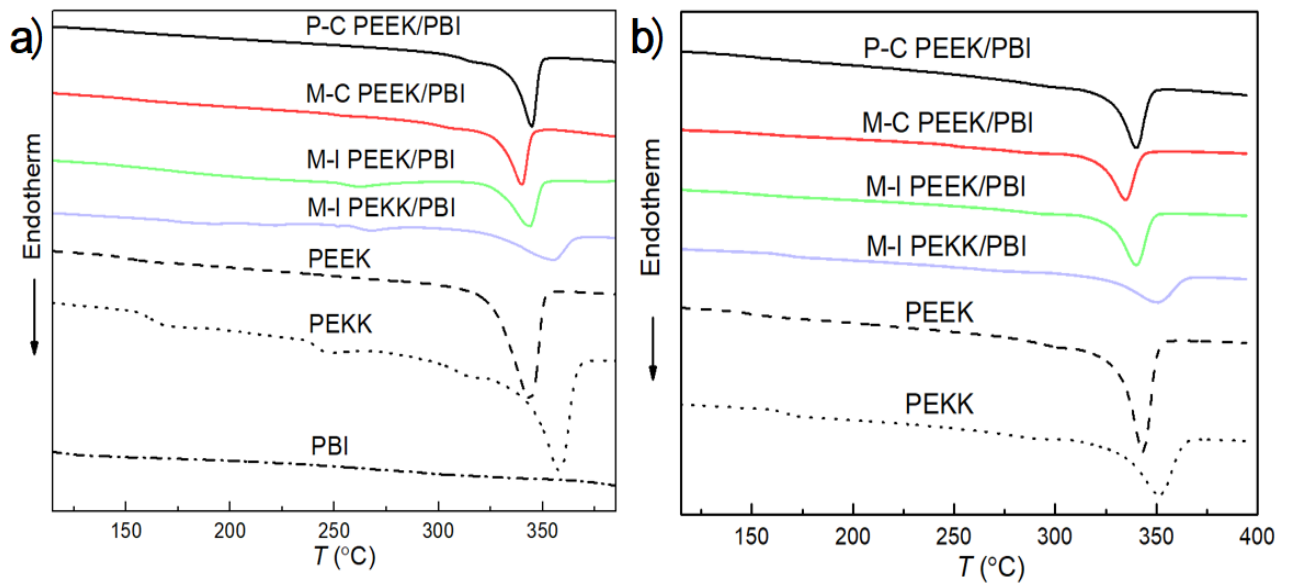 a)
P-C PEEK/PBI
M-C PEEK/PBI
M-I PEEK/PBI
M-I PEKK/PBI
PEEK
PEKK
PBI
Endotherm
150 200 250 300 350
T (°C)
b)
P-C PEEK/PBI
M-C PEEK/PBI
M-I PEEK/PBI
M-I PEKK/PBI
PEEK
PEKK
Endotherm
150 200 250 300 350 400
T (°C)